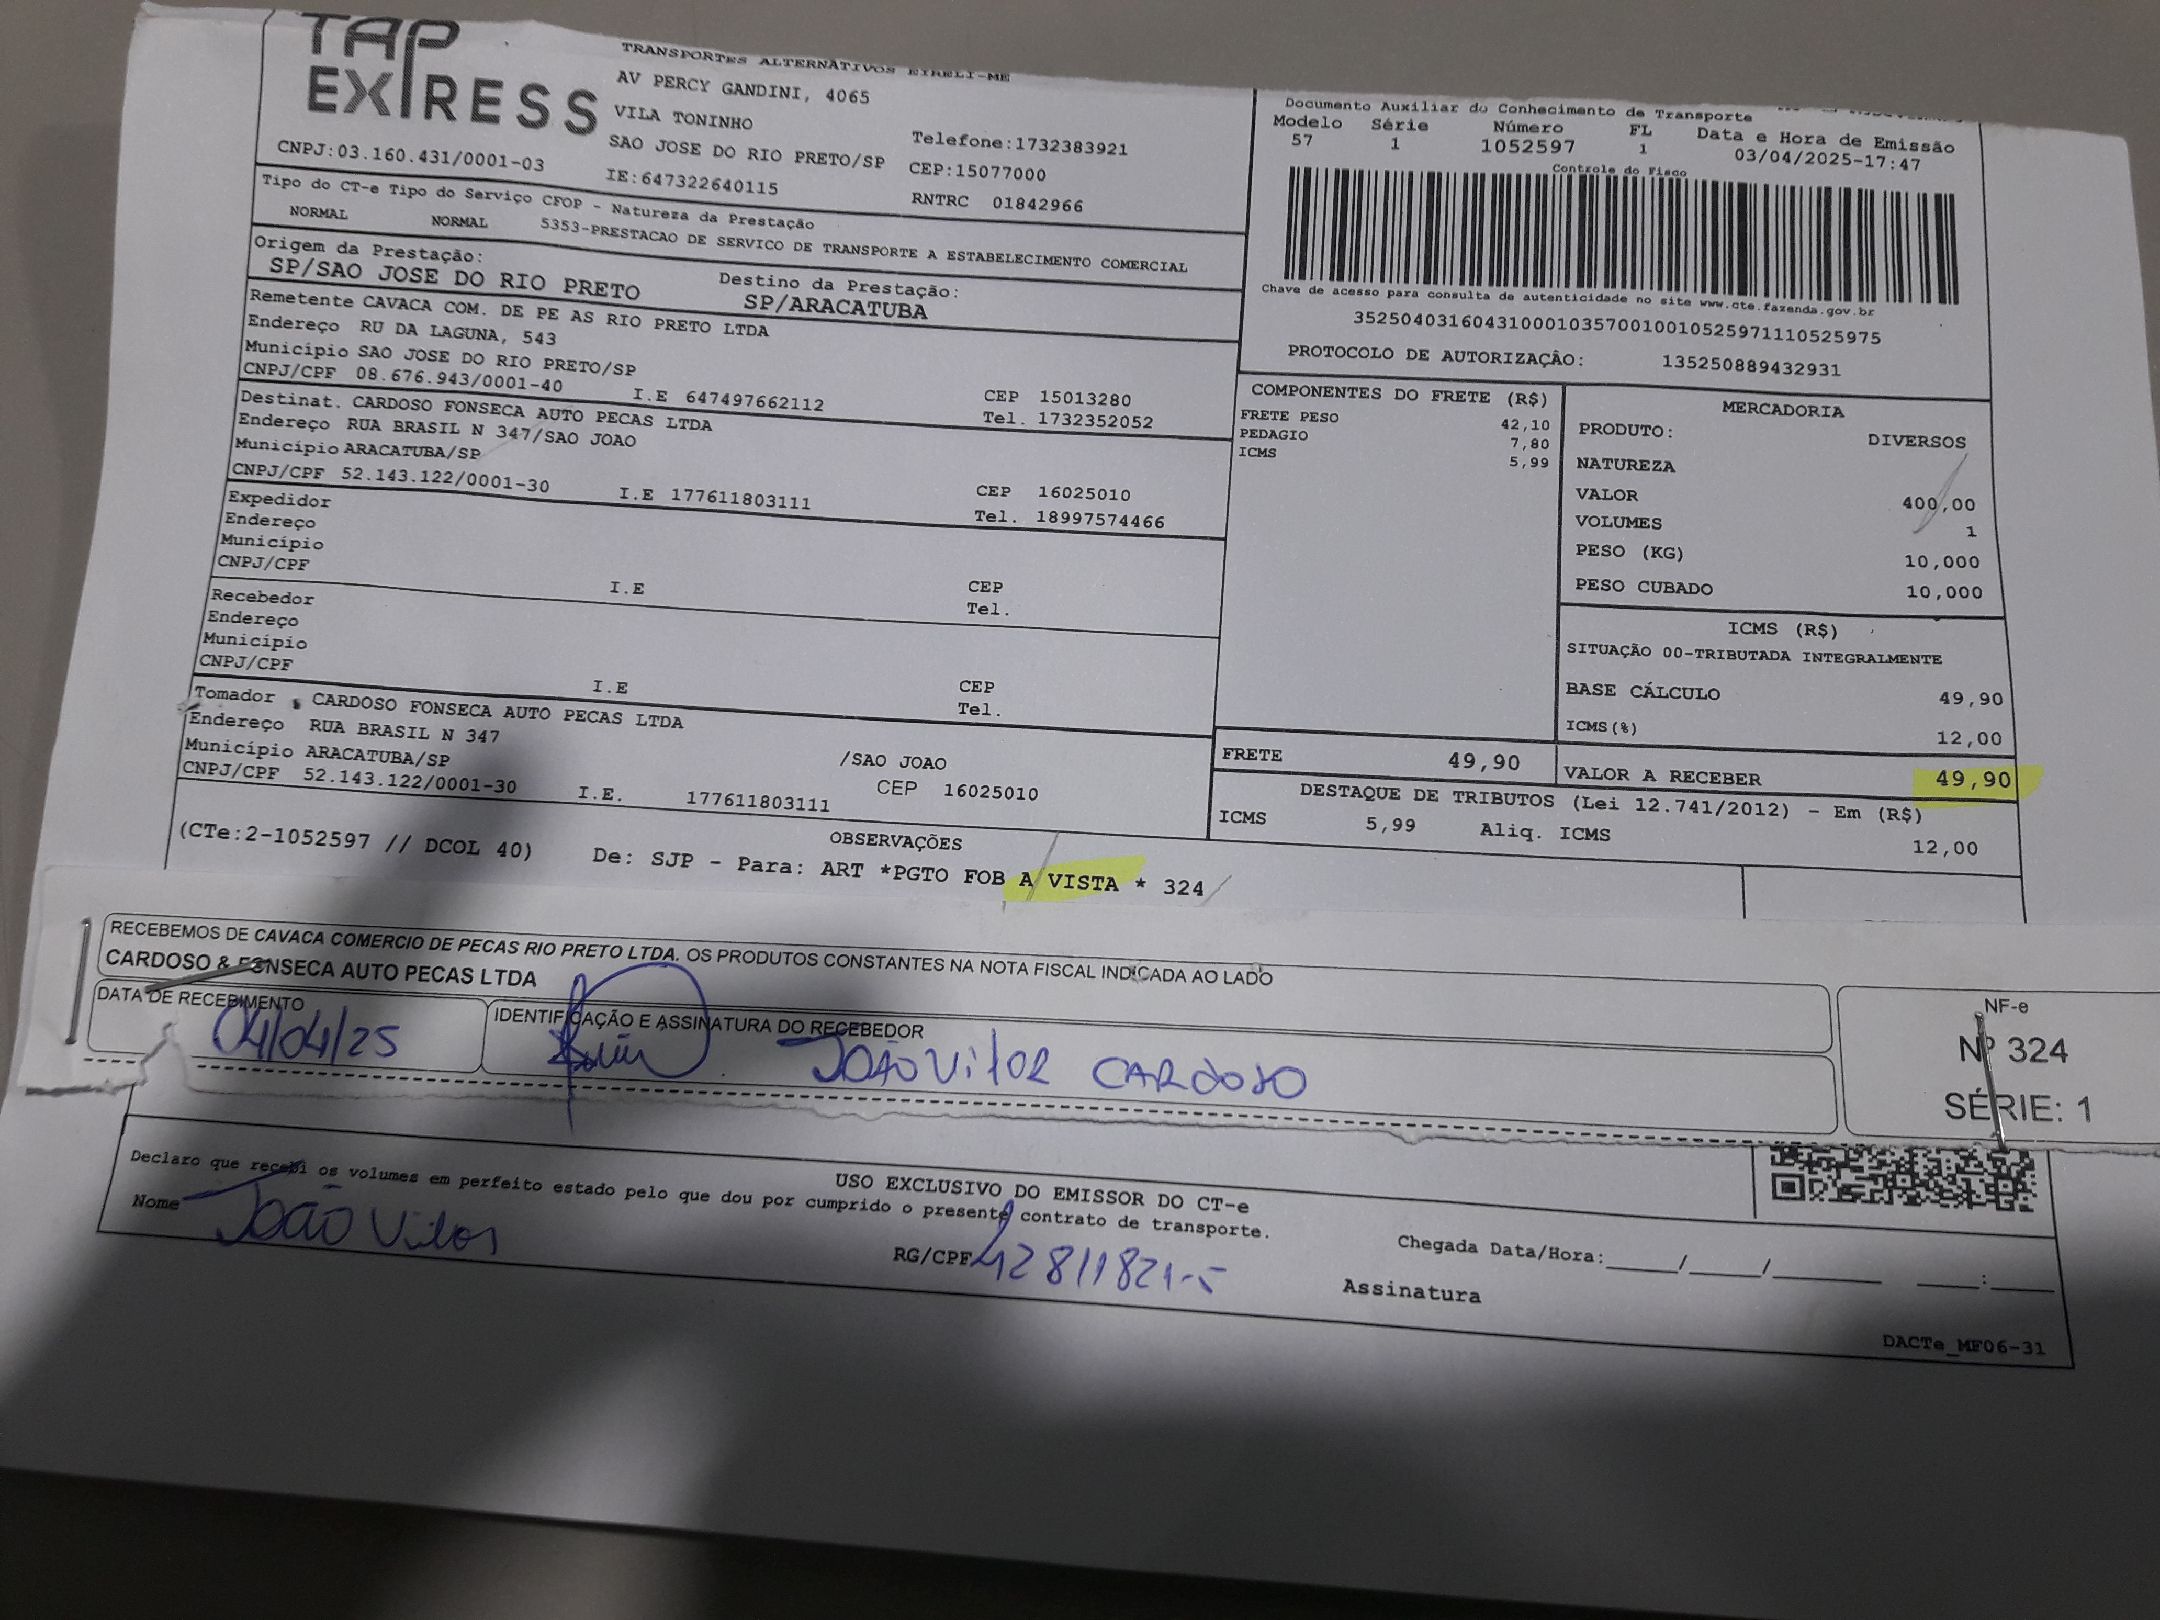 TAP EXPRESS
TRANSPORTES ALTERNATIVOS EIRELI-ME
AV PERCY GANDINI, 4065
VILA TONINHO
SAO JOSE DO RIO PRETO/SP
Telefone:1732383921
CNPJ:03.160.431/0001-03
IE:647322640115
CEP:15077000
RNTRC 01842966
Tipo do CT-e Tipo do Serviço CFOP - Natureza da Prestação
NORMAL NORMAL 5353-PRESTACAO DE SERVICO DE TRANSPORTE A ESTABELECIMENTO COMERCIAL
Origem da Prestação: Destino da Prestação:
SP/SAO JOSE DO RIO PRETO SP/ARACATUBA
Remetente CAVACA COM. DE PE AS RIO PRETO LTDA
Endereço RU DA LAGUNA, 543
Município SAO JOSE DO RIO PRETO/SP CEP 15013280
CNPJ/CPF 08.676.943/0001-40 I.E 647497662112 Tel. 1732352052
Destinat. CARDOSO FONSECA AUTO PECAS LTDA
Endereço RUA BRASIL N 347/SAO JOAO
Município ARACATUBA/SP CEP 16025010
CNPJ/CPF 52.143.122/0001-30 I.E 177611803111 Tel. 18997574466
Expedidor
Endereço
Município CEP
CNPJ/CPF I.E Tel.
Recebedor
Endereço
Município CEP
CNPJ/CPF I.E Tel.
Tomador CARDOSO FONSECA AUTO PECAS LTDA
Endereço RUA BRASIL N 347 /SAO JOAO
Município ARACATUBA/SP CEP 16025010
CNPJ/CPF 52.143.122/0001-30 I.E. 177611803111
Documento Auxiliar do Conhecimento de Transporte
Modelo Série Número FL Data e Hora de Emissão
57 1 1052597 1 03/04/2025-17:47
Controle do Fisco
Chave de acesso para consulta de autenticidade no site www.cte.fazenda.gov.br
35250403160431000103570010010525971110525975
PROTOCOLO DE AUTORIZAÇÃO: 135250889432931
COMPONENTES DO FRETE (R$)
FRETE PESO 42,10
PEDAGIO 7,80
ICMS 5,99
MERCADORIA
PRODUTO: DIVERSOS
NATUREZA
VALOR 400,00
VOLUMES 1
PESO (KG) 10,000
PESO CUBADO 10,000
ICMS (R$)
SITUAÇÃO 00-TRIBUTADA INTEGRALMENTE
BASE CÁLCULO 49,90
ICMS(%) 12,00
FRETE 49,90 VALOR A RECEBER 49,90
DESTAQUE DE TRIBUTOS (Lei 12.741/2012) - Em (R$)
ICMS 5,99 Aliq. ICMS 12,00
OBSERVAÇÕES
(CTe:2-1052597 // DCOL 40) De: SJP - Para: ART *PGTO FOB A VISTA * 324
RECEBEMOS DE CAVACA COMERCIO DE PECAS RIO PRETO LTDA. OS PRODUTOS CONSTANTES NA NOTA FISCAL INDICADA AO LADO
CARDOSO & FONSECA AUTO PECAS LTDA
DATA DE RECEBIMENTO IDENTIFICAÇÃO E ASSINATURA DO RECEBEDOR
04/04/25 JOÃO VITOR CARDOSO
NF-e
Nº 324
SÉRIE: 1
USO EXCLUSIVO DO EMISSOR DO CT-e
Declaro que recebi os volumes em perfeito estado pelo que dou por cumprido o presente contrato de transporte.
Nome João Vitor RG/CPF 42811821-5
Chegada Data/Hora:____/____/______ ____:____
Assinatura
DACTe_MF06-31